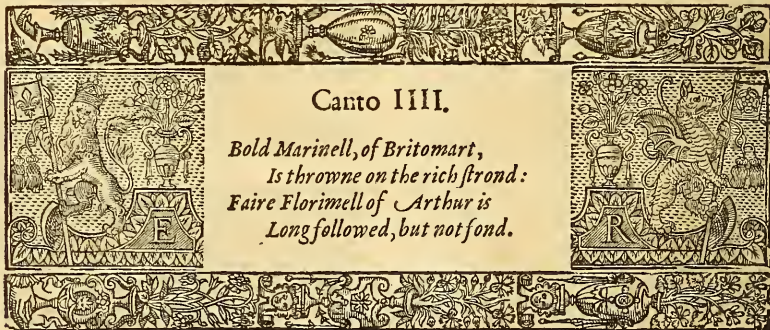 Canto IIII.
Bold Marinell, of Britomart,
Is throwne on the rich ſtrond:
Faire Florimell of Arthur is
Long followed, but not fond.
E
R